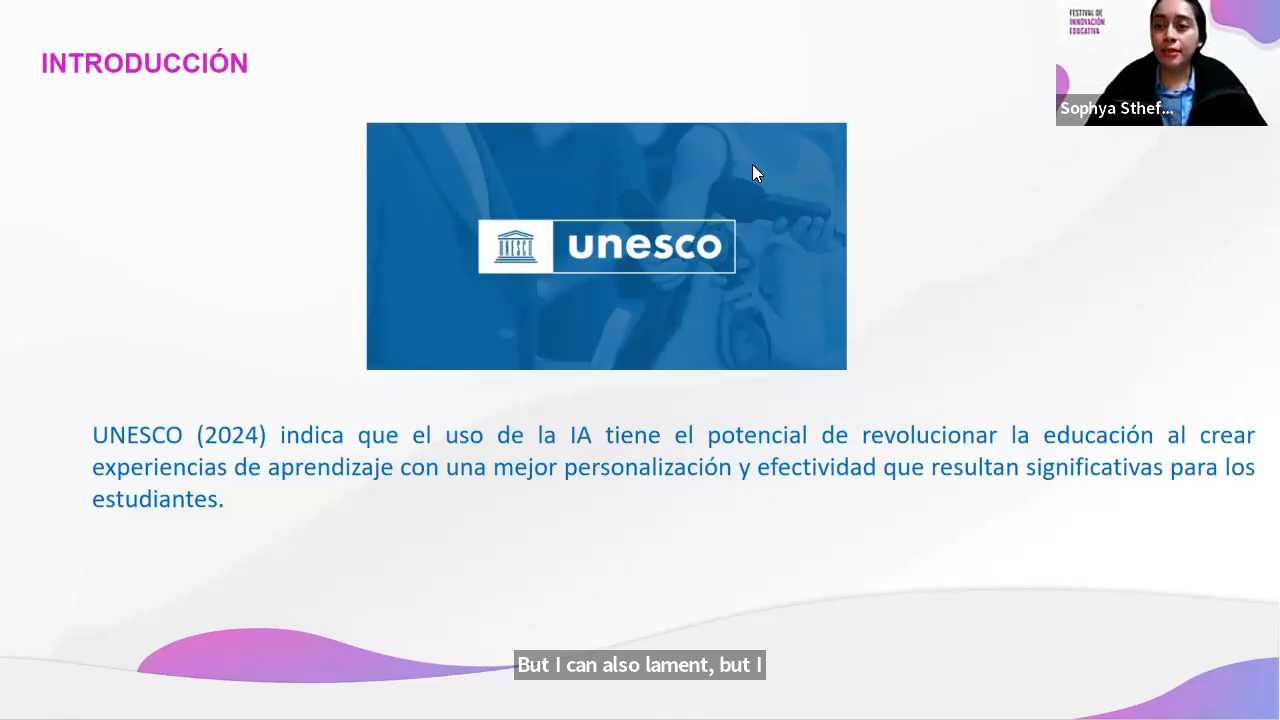 INTRODUCCIÓN
FESTIVAL DE
INNOVACIÓN
EDUCATIVA
Sophya Sthef...
UNESCO
unesco
UNESCO (2024) indica que el uso de la IA tiene el potencial de revolucionar la educación al crear
experiencias de aprendizaje con una mejor personalización y efectividad que resultan significativas para los
estudiantes.
But I can also lament, but I